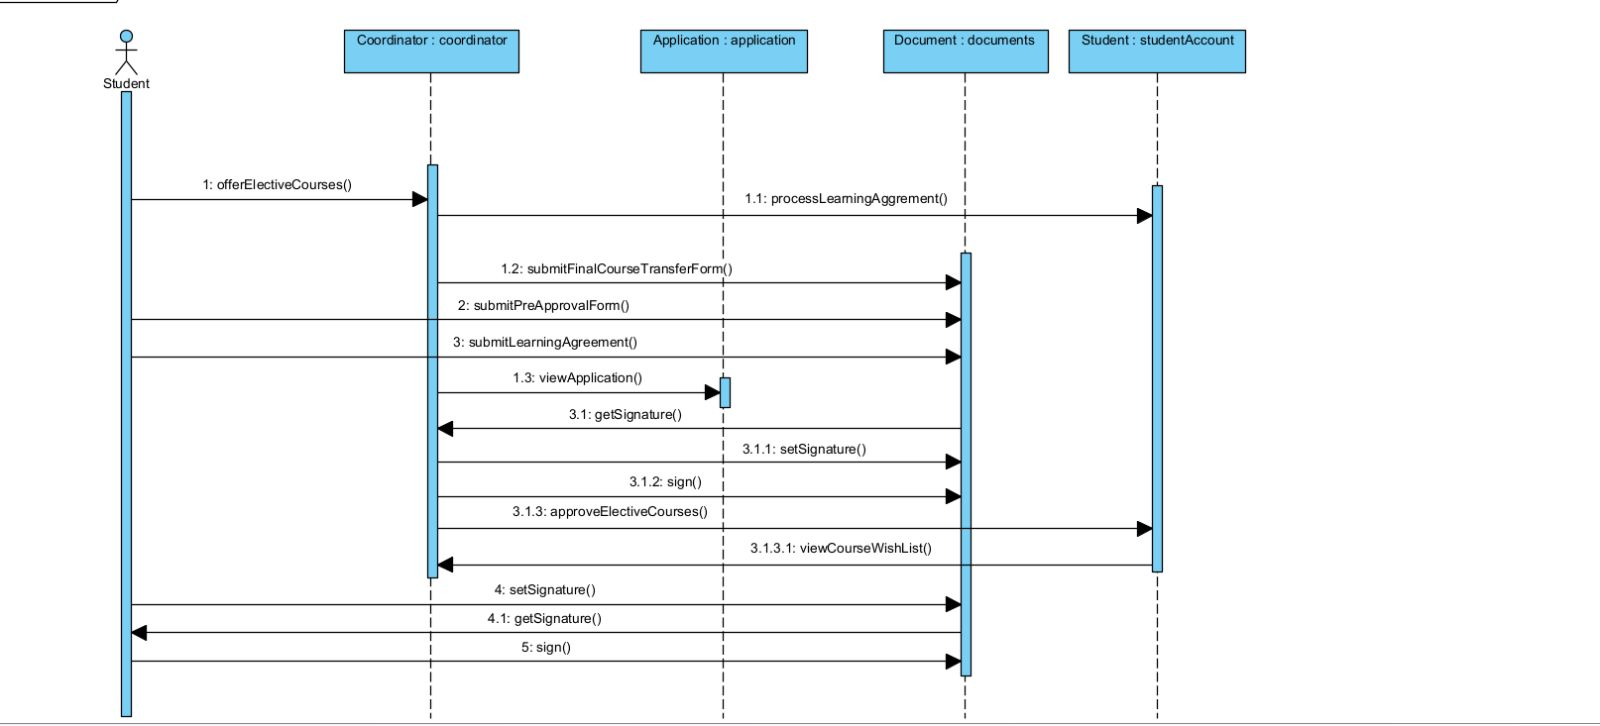 Coordinator : coordinator
Application : application
Document : documents
Student : studentAccount
Student
1: offerElectiveCourses()
1.1: processLearningAggrement()
1.2: submitFinalCourseTransferForm()
2: submitPreApprovalForm()
3: submitLearningAgreement()
1.3: viewApplication()
3.1: getSignature()
3.1.1: setSignature()
3.1.2: sign()
3.1.3: approveElectiveCourses()
3.1.3.1: viewCourseWishList()
4: setSignature()
4.1: getSignature()
5: sign()